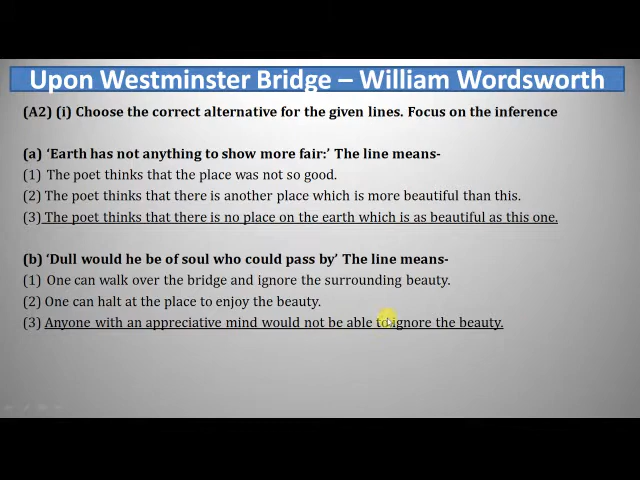 Upon Westminster Bridge – William Wordsworth
(A2) (i) Choose the correct alternative for the given lines. Focus on the inference
(a) ‘Earth has not anything to show more fair:’ The line means-
(1) The poet thinks that the place was not so good.
(2) The poet thinks that there is another place which is more beautiful than this.
(3) The poet thinks that there is no place on the earth which is as beautiful as this one.
(b) ‘Dull would he be of soul who could pass by’ The line means-
(1) One can walk over the bridge and ignore the surrounding beauty.
(2) One can halt at the place to enjoy the beauty.
(3) Anyone with an appreciative mind would not be able to ignore the beauty.